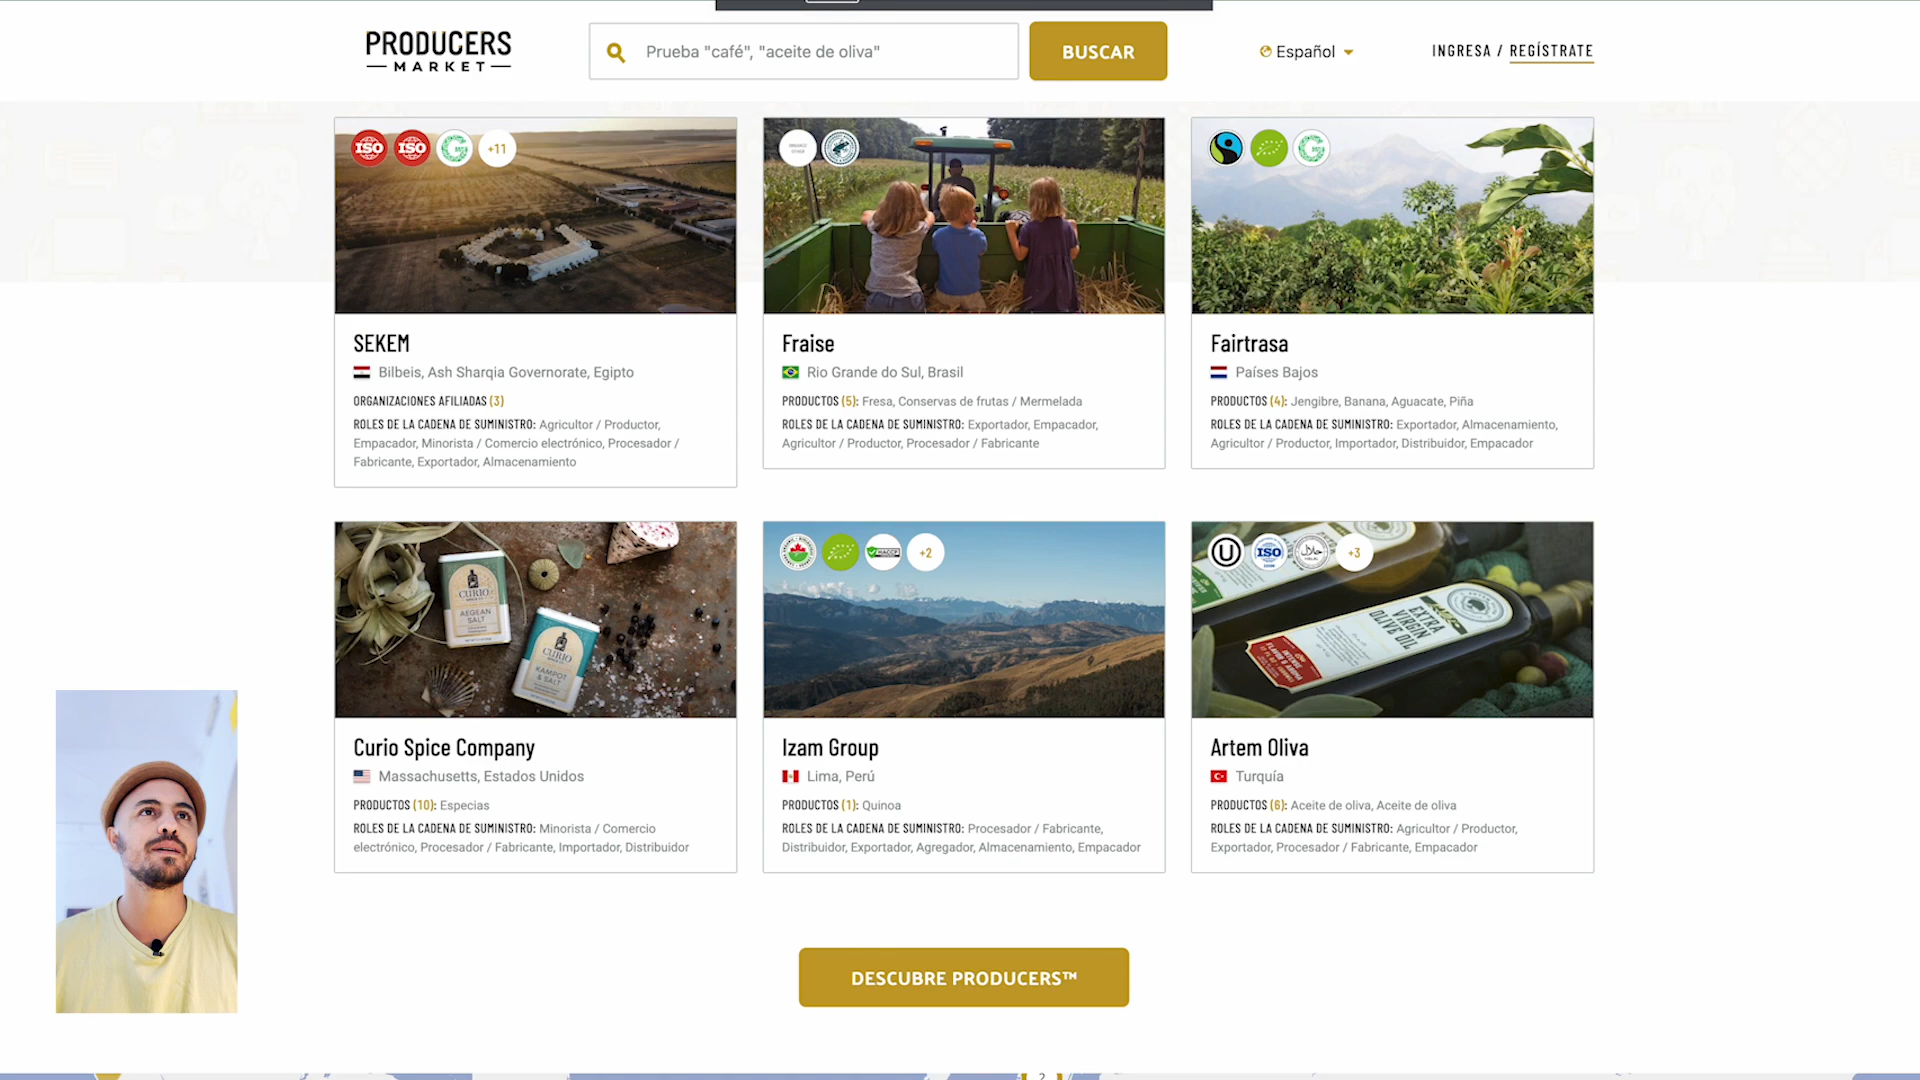 PRODUCERS
MARKET
Prueba "café", "aceite de oliva"
BUSCAR
Español
INGRESA / REGÍSTRATE
ISO
ISO
+11
SEKEM
Bilbeis, Ash Sharqia Governorate, Egipto
ORGANIZACIONES AFILIADAS (3)
ROLES DE LA CADENA DE SUMINISTRO: Agricultor / Productor,
Empacador, Minorista / Comercio electrónico, Procesador /
Fabricante, Exportador, Almacenamiento
Fraise
Rio Grande do Sul, Brasil
PRODUCTOS (5): Fresa, Conservas de frutas / Mermelada
ROLES DE LA CADENA DE SUMINISTRO: Exportador, Empacador,
Agricultor / Productor, Procesador / Fabricante
Fairtrasa
Países Bajos
PRODUCTOS (4): Jengibre, Banana, Aguacate, Piña
ROLES DE LA CADENA DE SUMINISTRO: Exportador, Almacenamiento,
Agricultor / Productor, Importador, Distribuidor, Empacador
CURIO
AEGEAN
SALT
CURIO
KAMPOT
& SALT
Curio Spice Company
Massachusetts, Estados Unidos
PRODUCTOS (10): Especias
ROLES DE LA CADENA DE SUMINISTRO: Minorista / Comercio
electrónico, Procesador / Fabricante, Importador, Distribuidor
HACCP
+2
Izam Group
Lima, Perú
PRODUCTOS (1): Quinoa
ROLES DE LA CADENA DE SUMINISTRO: Procesador / Fabricante,
Distribuidor, Exportador, Agregador, Almacenamiento, Empacador
U
ISO
+3
EXTRA
VIRGIN
OLIVE OIL
INTENSE
Artem Oliva
Turquía
PRODUCTOS (6): Aceite de oliva, Aceite de oliva
ROLES DE LA CADENA DE SUMINISTRO: Agricultor / Productor,
Exportador, Procesador / Fabricante, Empacador
DESCUBRE PRODUCERS™